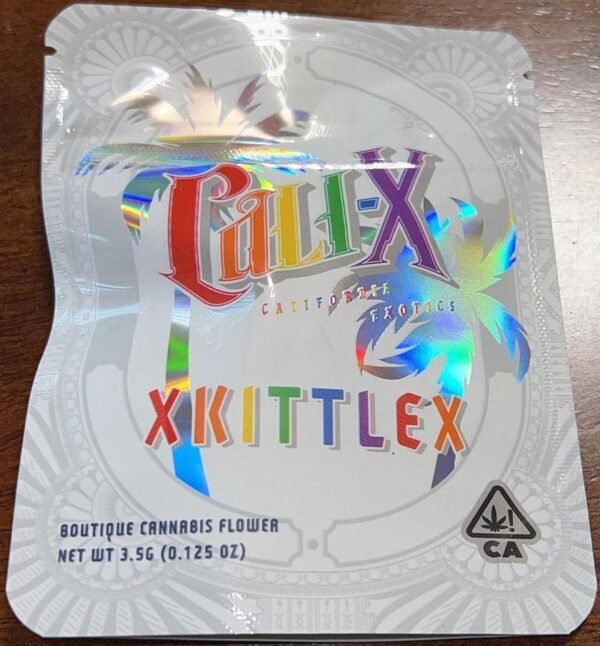 CALI-X
CALIFORNIA
EXOTICS
XKITTLEX
BOUTIQUE CANNABIS FLOWER
NET WT 3.5G (0.125 OZ)
!
CA